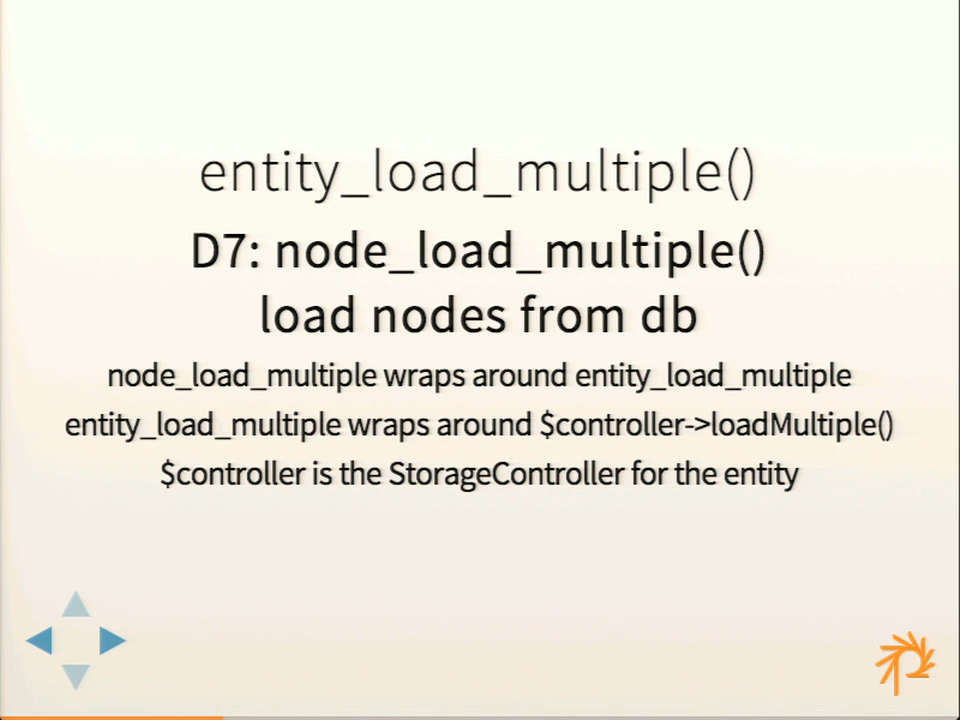 entity_load_multiple()
D7: node_load_multiple()
load nodes from db
node_load_multiple wraps around entity_load_multiple
entity_load_multiple wraps around $controller->loadMultiple()
$controller is the StorageController for the entity